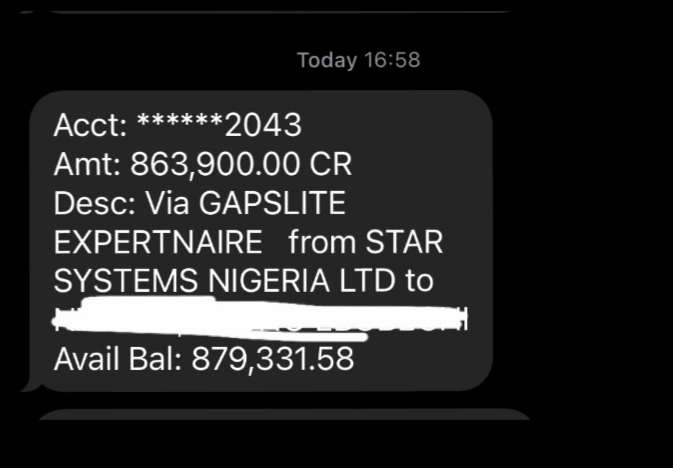 Today 16:58
Acct: ******2043
Amt: 863,900.00 CR
Desc: Via GAPSLITE
EXPERTNAIRE from STAR
SYSTEMS NIGERIA LTD to
Avail Bal: 879,331.58